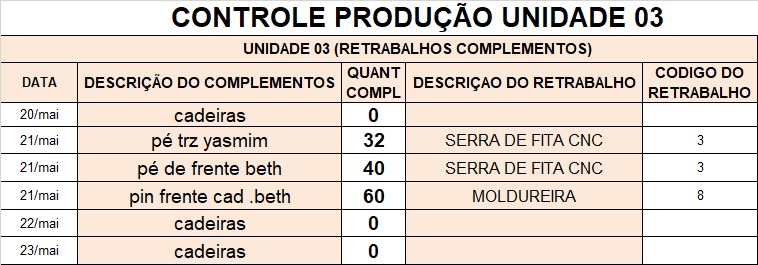 CONTROLE PRODUÇÃO UNIDADE 03
UNIDADE 03 (RETRABALHOS COMPLEMENTOS)
DATA DESCRIÇÃO DO COMPLEMENTOS QUANT COMPL DESCRIÇAO DO RETRABALHO CODIGO DO RETRABALHO
20/mai cadeiras 0
21/mai pé trz yasmim 32 SERRA DE FITA CNC 3
21/mai pé de frente beth 40 SERRA DE FITA CNC 3
21/mai pin frente cad .beth 60 MOLDUREIRA 8
22/mai cadeiras 0
23/mai cadeiras 0